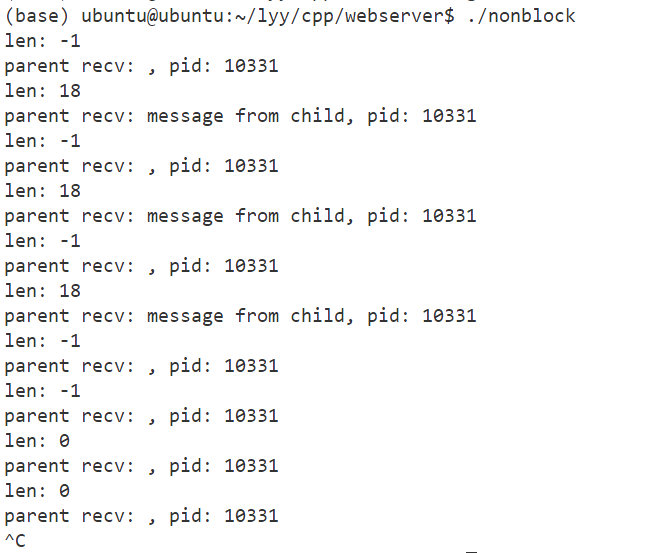 (base) ubuntu@ubuntu:~/lyy/cpp/webserver$ ./nonblock
len: -1
parent recv: , pid: 10331
len: 18
parent recv: message from child, pid: 10331
len: -1
parent recv: , pid: 10331
len: 18
parent recv: message from child, pid: 10331
len: -1
parent recv: , pid: 10331
len: 18
parent recv: message from child, pid: 10331
len: -1
parent recv: , pid: 10331
len: -1
parent recv: , pid: 10331
len: 0
parent recv: , pid: 10331
len: 0
parent recv: , pid: 10331
^C